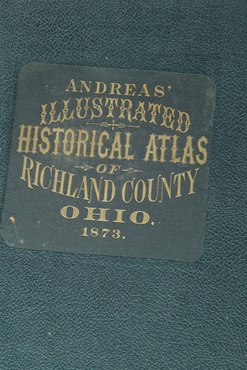 ANDREAS'
ILLUSTRATED
HISTORICAL ATLAS
OF
RICHLAND COUNTY
OHIO.
1873.